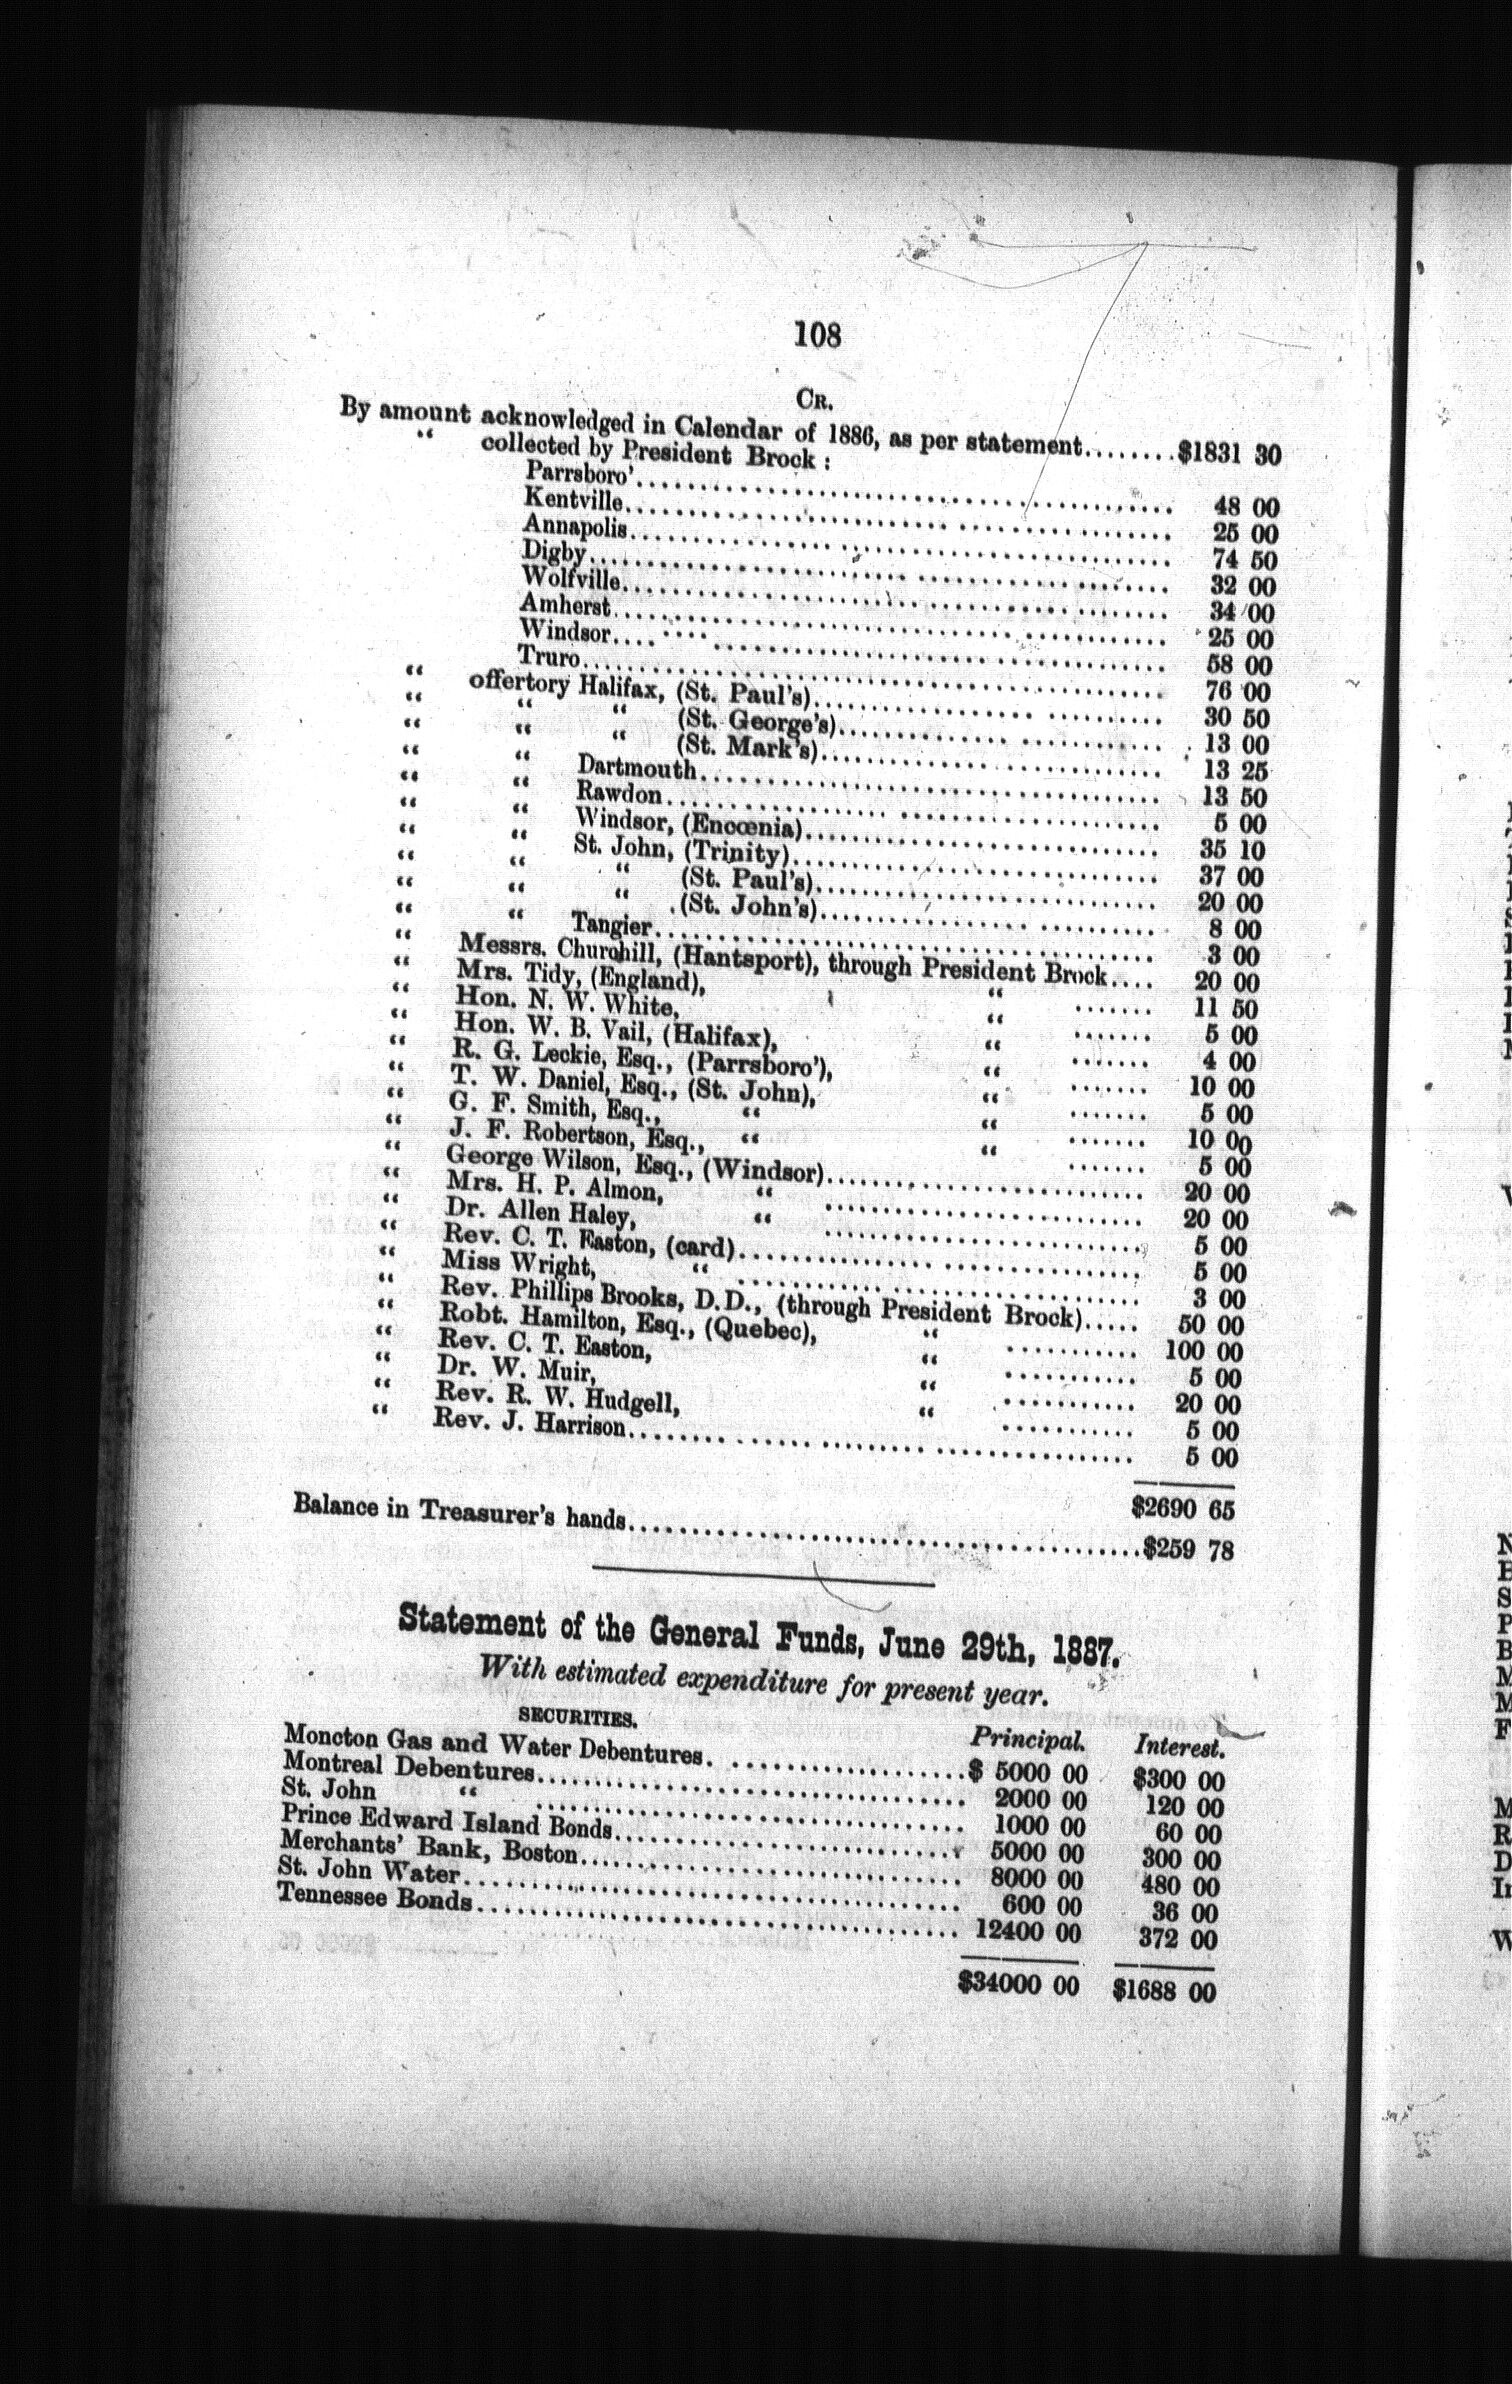 108
CR.
By amount acknowledged in Calendar of 1886, as per statement........$1831 30
“ collected by President Brock :
Parrsboro’........ 48 00
Kentville........ 25 00
Annapolis........ 74 50
Digby........ 32 00
Wolfville........ 34 00
Amherst........ 25 00
Windsor........ 58 00
Truro........ 76 00
“ offertory Halifax, (St. Paul’s)........ 30 50
“ “ “ (St. George’s)........ 13 00
“ “ “ (St. Mark’s)........ 13 25
“ “ Dartmouth........ 13 50
“ “ Rawdon........ 5 00
“ “ Windsor, (Encœnia)........ 35 10
“ “ St. John, (Trinity)........ 37 00
“ “ “ (St. Paul’s)........ 20 00
“ “ “ (St. John’s)........ 8 00
“ “ Tangier........ 3 00
“ Messrs. Churchill, (Hantsport), through President Brock.... 20 00
“ Mrs. Tidy, (England), “ ....... 11 50
“ Hon. N. W. White, “ ....... 5 00
“ Hon. W. B. Vail, (Halifax), “ ....... 4 00
“ R. G. Leckie, Esq., (Parrsboro’), “ ....... 10 00
“ T. W. Daniel, Esq., (St. John), “ ....... 5 00
“ G. F. Smith, Esq., “ “ ....... 10 00
“ J. F. Robertson, Esq., “ “ ....... 5 00
“ George Wilson, Esq., (Windsor)........ 20 00
“ Mrs. H. P. Almon, “ ........ 20 00
“ Dr. Allen Haley, “ ........ 5 00
“ Rev. C. T. Easton, (card)........ 5 00
“ Miss Wright, “ ........ 3 00
“ Rev. Phillips Brooks, D.D., (through President Brock)..... 50 00
“ Robt. Hamilton, Esq., (Quebec), “ ........... 100 00
“ Rev. C. T. Easton, “ ........... 5 00
“ Dr. W. Muir, “ ........... 20 00
“ Rev. R. W. Hudgell, “ ........... 5 00
“ Rev. J. Harrison........ 5 00
$2690 65
Balance in Treasurer’s hands........$259 78
Statement of the General Funds, June 29th, 1887.
With estimated expenditure for present year.
SECURITIES. Principal. Interest.
Moncton Gas and Water Debentures........$ 5000 00 $300 00
Montreal Debentures........ 2000 00 120 00
St. John “ ........ 1000 00 60 00
Prince Edward Island Bonds........ 5000 00 300 00
Merchants’ Bank, Boston........ 8000 00 480 00
St. John Water........ 600 00 36 00
Tennessee Bonds........ 12400 00 372 00
$34000 00 $1688 00